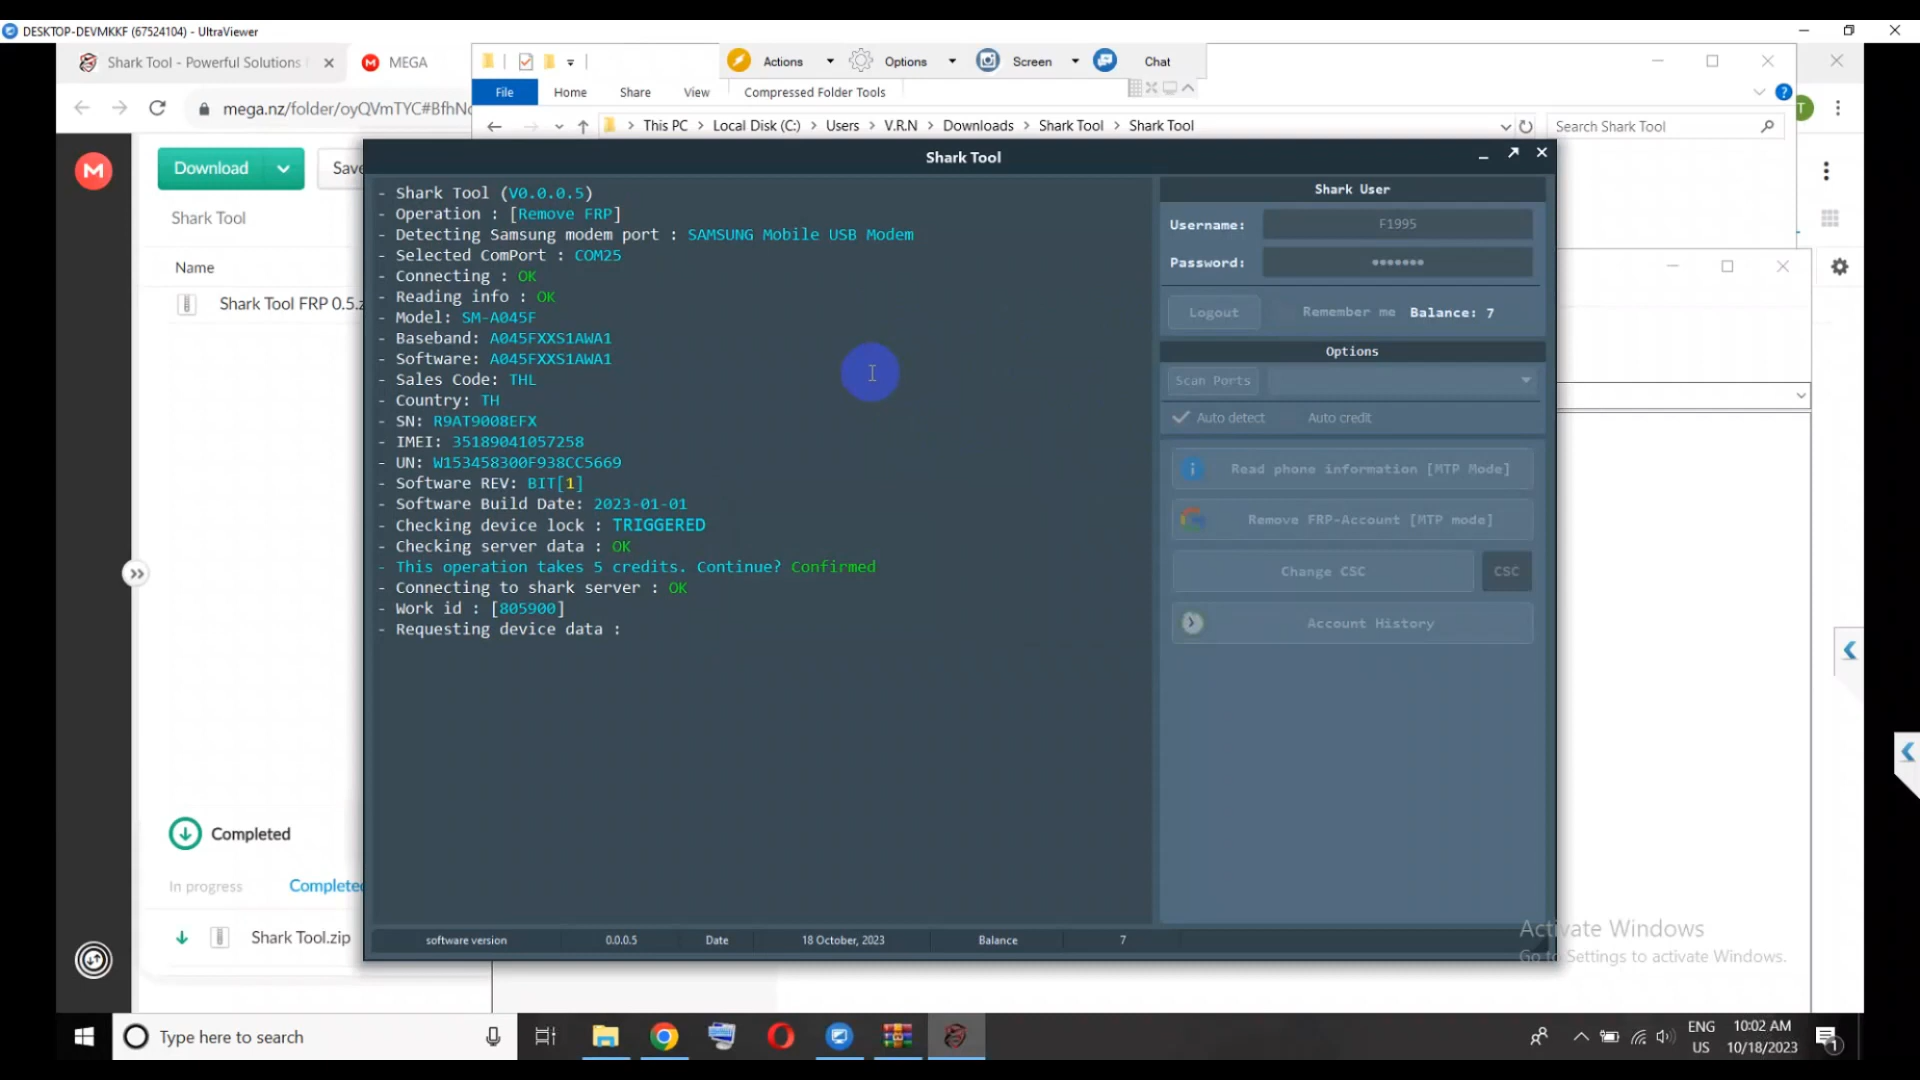 DESKTOP-DEVMKKF (67524104) - UltraViewer
Shark Tool - Powerful Solutions
MEGA
Actions
Options
Screen
Chat
File
Home
Share
View
Compressed Folder Tools
mega.nz/folder/oyQVmTYC#BfhN
This PC > Local Disk (C:) > Users > V.R.N > Downloads > Shark Tool > Shark Tool
Search Shark Tool
T
Download
Save
Shark Tool
Name
Shark Tool FRP 0.5.z
Shark Tool
- Shark Tool (V0.0.0.5)
- Operation : [Remove FRP]
- Detecting Samsung modem port : SAMSUNG Mobile USB Modem
- Selected ComPort : COM25
- Connecting : OK
- Reading info : OK
- Model: SM-A045F
- Baseband: A045FXXS1AWA1
- Software: A045FXXS1AWA1
- Sales Code: THL
- Country: TH
- SN: R9AT9008EFX
- IMEI: 35189041057258
- UN: W153458300F938CC5669
- Software REV: BIT[1]
- Software Build Date: 2023-01-01
- Checking device lock : TRIGGERED
- Checking server data : OK
- This operation takes 5 credits. Continue? Confirmed
- Connecting to shark server : OK
- Work id : [805900]
- Requesting device data :
Shark User
Username: F1995
Password: •••••••
Logout
Remember me
Balance: 7
Options
Scan Ports
Auto detect
Auto credit
Read phone information [MTP Mode]
Remove FRP-Account [MTP mode]
Change CSC
CSC
Account History
Completed
In progress
Completed
Shark Tool.zip
software version
0.0.0.5
Date
18 October, 2023
Balance
7
Activate Windows
Go to Settings to activate Windows.
Type here to search
ENG
US
10:02 AM
10/18/2023
1